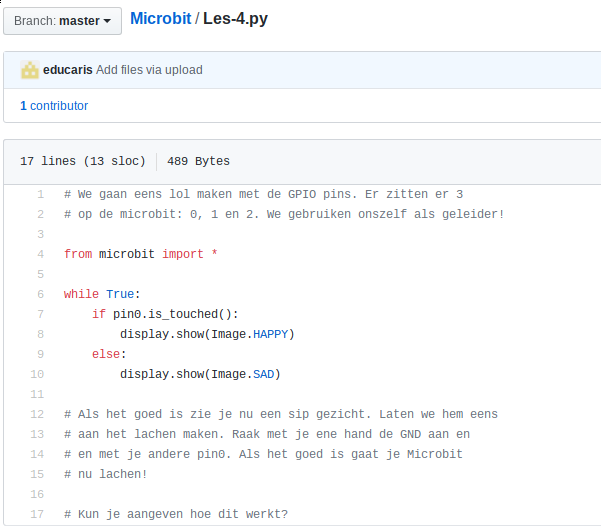 Branch: master Microbit / Les-4.py
educaris Add files via upload
1 contributor
17 lines (13 sloc) 489 Bytes
1 # We gaan eens lol maken met de GPIO pins. Er zitten er 3
2 # op de microbit: 0, 1 en 2. We gebruiken onszelf als geleider!
3
4 from microbit import *
5
6 while True:
7     if pin0.is_touched():
8         display.show(Image.HAPPY)
9     else:
10         display.show(Image.SAD)
11
12 # Als het goed is zie je nu een sip gezicht. Laten we hem eens
13 # aan het lachen maken. Raak met je ene hand de GND aan en
14 # en met je andere pin0. Als het goed is gaat je Microbit
15 # nu lachen!
16
17 # Kun je aangeven hoe dit werkt?